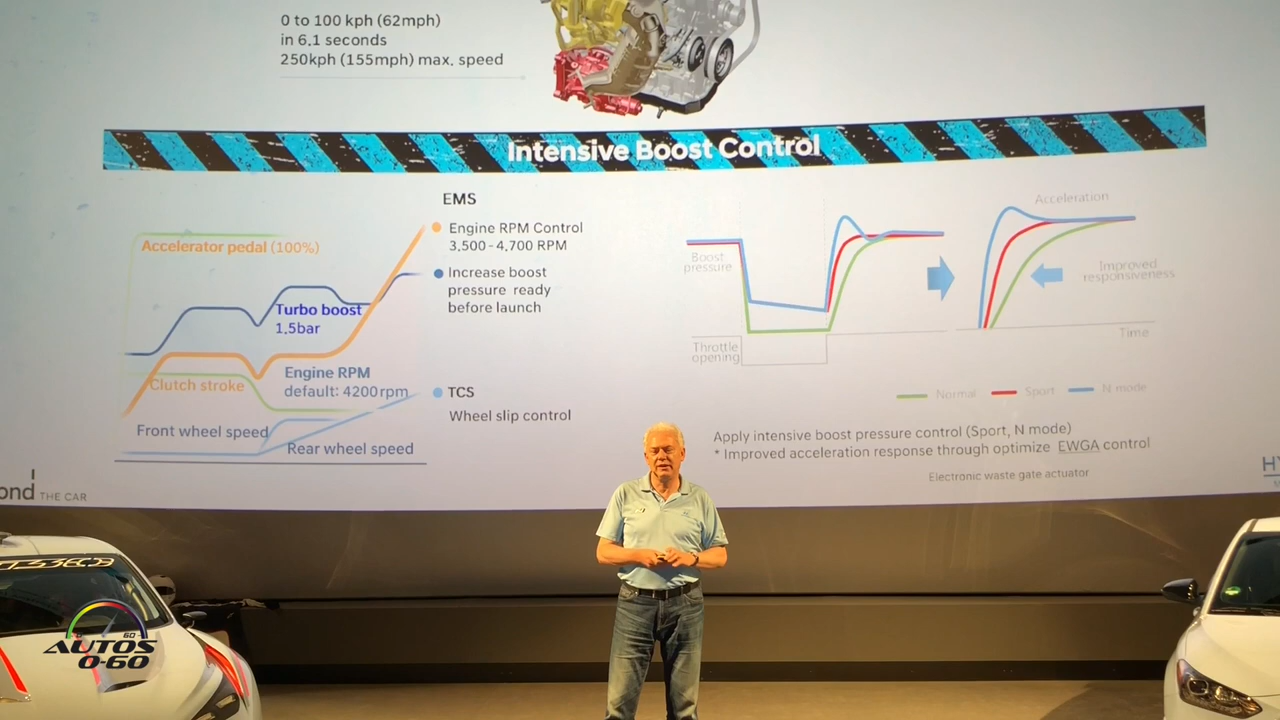 0 to 100 kph (62mph)
in 6.1 seconds
250kph (155mph) max. speed
Intensive Boost Control
EMS
Engine RPM Control
3,500-4,700 RPM
Increase boost
pressure ready
before launch
TCS
Wheel slip control
Accelerator pedal (100%)
Turbo boost
1.5bar
Engine RPM
default: 4200rpm
Clutch stroke
Front wheel speed
Rear wheel speed
Boost
pressure
Throttle
opening
Acceleration
Improved
responsiveness
Time
Normal Sport N mode
Apply intensive boost pressure control (Sport, N mode)
* Improved acceleration response through optimize EWGA control
Electronic waste gate actuator
THE CAR
60
AUTOS
0-60